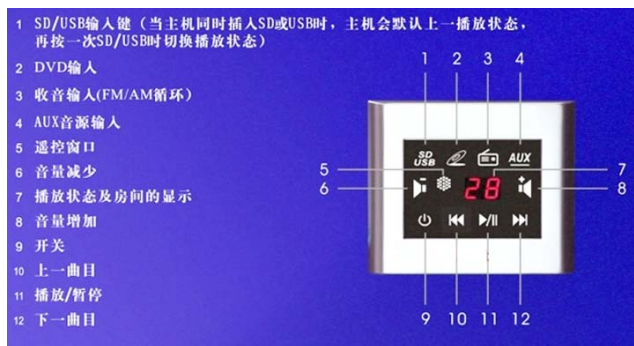 1 SD/USB输入键（当主机同时插入SD或USB时，主机会默认上一播放状态，
再按一次SD/USB时切换播放状态）
2 DVD输入
3 收音输入(FM/AM循环)
4 AUX音源输入
5 遥控窗口
6 音量减少
7 播放状态及房间的显示
8 音量增加
9 开关
10 上一曲目
11 播放/暂停
12 下一曲目
1 2 3 4
SD
USB
AUX
5 7
28
6 8
9 10 11 12